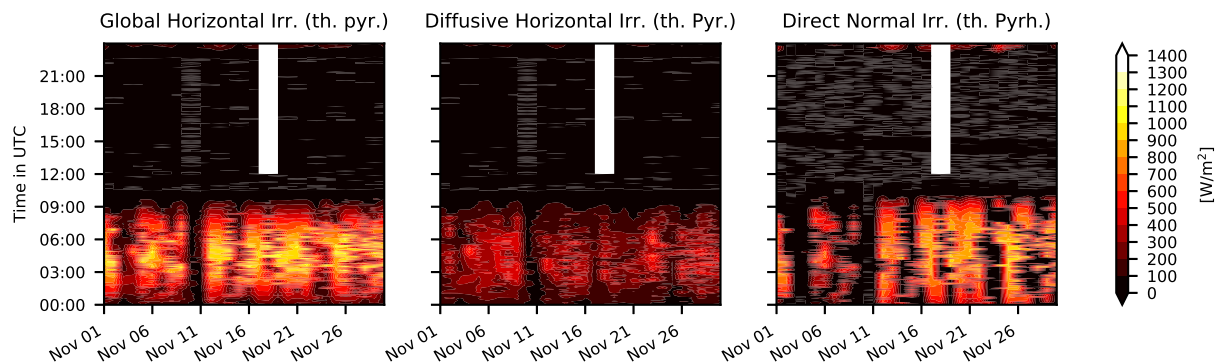 Global Horizontal Irr. (th. pyr.)
Diffusive Horizontal Irr. (th. Pyr.)
Direct Normal Irr. (th. Pyrh.)
Time in UTC
21:00
18:00
15:00
12:00
09:00
06:00
03:00
00:00
Nov 01
Nov 06
Nov 11
Nov 16
Nov 21
Nov 26
Nov 01
Nov 06
Nov 11
Nov 16
Nov 21
Nov 26
Nov 01
Nov 06
Nov 11
Nov 16
Nov 21
Nov 26
1400
1300
1200
1100
1000
900
800
700
600
500
400
300
200
100
0
[W/m²]